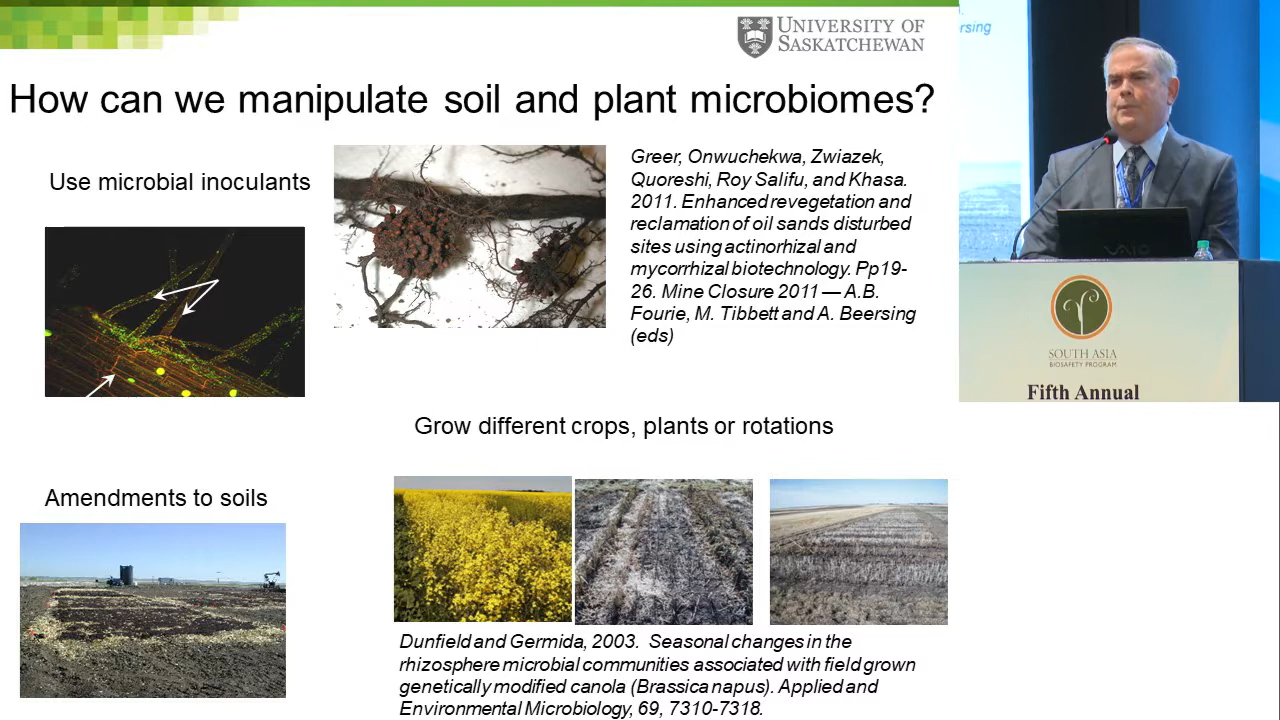 UNIVERSITY OF
SASKATCHEWAN
How can we manipulate soil and plant microbiomes?
Use microbial inoculants
Greer, Onwuchekwa, Zwiazek,
Quoreshi, Roy Salifu, and Khasa.
2011. Enhanced revegetation and
reclamation of oil sands disturbed
sites using actinorhizal and
mycorrhizal biotechnology. Pp19-
26. Mine Closure 2011 — A.B.
Fourie, M. Tibbett and A. Beersing
(eds)
Grow different crops, plants or rotations
Amendments to soils
Dunfield and Germida, 2003. Seasonal changes in the
rhizosphere microbial communities associated with field grown
genetically modified canola (Brassica napus). Applied and
Environmental Microbiology, 69, 7310-7318.
rsing
VAIO
SOUTH ASIA
BIOSAFETY PROGRAM
Fifth Annual